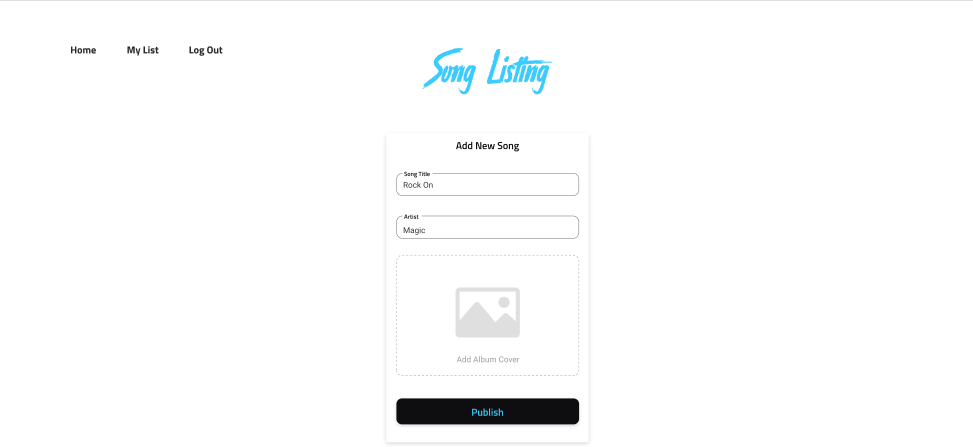 Home My List Log Out
Song Listing
Add New Song
Song Title
Rock On
Artist
Magic
Add Album Cover
Publish